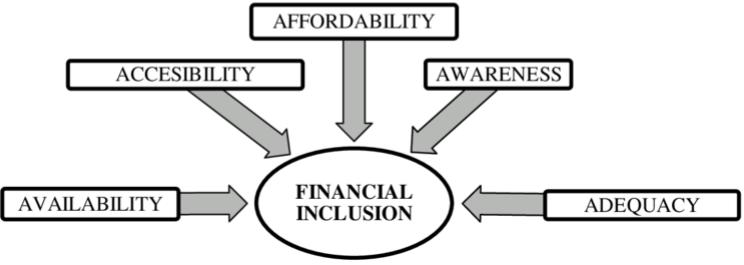 AFFORDABILITY
ACCESIBILITY
AWARENESS
AVAILABILITY
FINANCIAL
INCLUSION
ADEQUACY